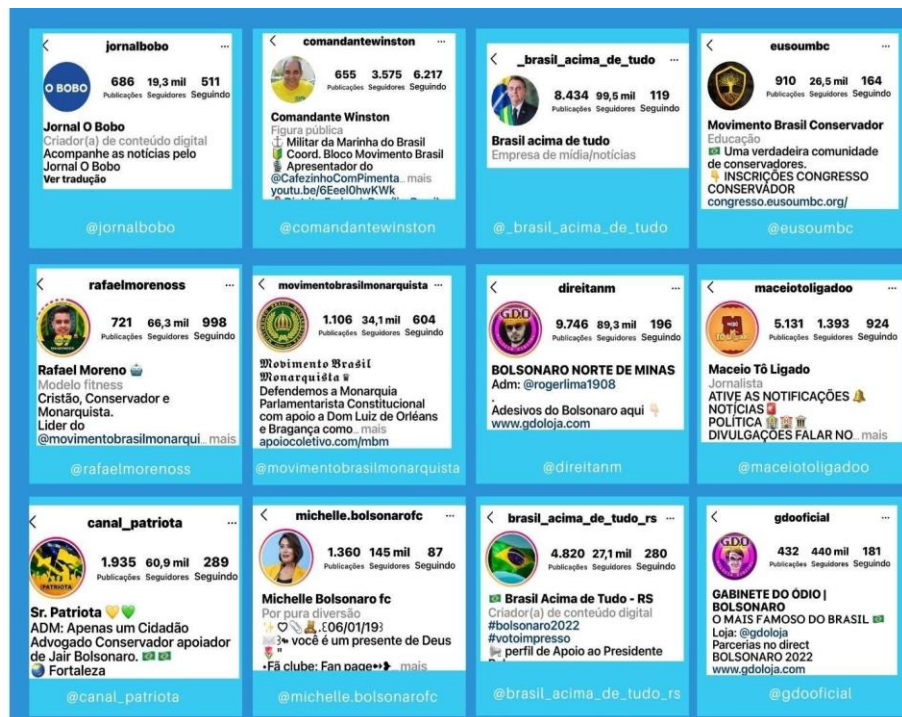 jornalbobo
O BOBO
686 19,3 mil 511
Publicações Seguidores Seguindo
Jornal O Bobo
Criador(a) de conteúdo digital
Acompanhe as notícias pelo
Jornal O Bobo
Ver tradução
@jornalbobo
comandantewinston
655 3.575 6.217
Publicações Seguidores Seguindo
Comandante Winston
Figura pública
⚓ Militar da Marinha do Brasil
🔰 Coord. Bloco Movimento Brasil
🎙 Apresentador do
@CafezinhoComPimenta... mais
youtu.be/6EeeI0hwKWk
@comandantewinston
_brasil_acima_de_tudo
8.434 99,5 mil 119
Publicações Seguidores Seguindo
Brasil acima de tudo
Empresa de mídia/notícias
@_brasil_acima_de_tudo
eusoumbc
910 26,5 mil 164
Publicações Seguidores Seguindo
Movimento Brasil Conservador
Educação
🇧🇷 Uma verdadeira comunidade
de conservadores.
👇 INSCRIÇÕES CONGRESSO
CONSERVADOR
congresso.eusoumbc.org/
@eusoumbc
rafaelmorenoss
721 66,3 mil 998
Publicações Seguidores Seguindo
Rafael Moreno
Modelo fitness
Cristão, Conservador e
Monarquista.
Lider do
@movimentobrasilmonarqui... mais
@rafaelmorenoss
movimentobrasilmonarquista
1.106 34,1 mil 604
Publicações Seguidores Seguindo
𝕸𝖔𝖛𝖎𝖒𝖊𝖓𝖙𝖔 𝕭𝖗𝖆𝖘𝖎𝖑
𝕸𝖔𝖓𝖆𝖗𝖖𝖚𝖎𝖘𝖙𝖆 ♛
Defendemos a Monarquia
Parlamentarista Constitucional
com apoio a Dom Luiz de Orléans
e Bragança como... mais
apoiocoletivo.com/mbm
@movimentobrasilmonarquista
direitanm
G.D.O
9.746 89,3 mil 196
Publicações Seguidores Seguindo
BOLSONARO NORTE DE MINAS
Adm: @rogerlima1908
.
Adesivos do Bolsonaro aqui 👇
www.gdoloja.com
@direitanm
maceiotoligadoo
5.131 1.393 924
Publicações Seguidores Seguindo
Maceio Tô Ligado
Jornalista
ATIVE AS NOTIFICAÇÕES 🔔
NOTÍCIAS🚨
POLÍTICA
DIVULGAÇÕES FALAR NO... mais
@maceiotoligadoo
canal_patriota
PATRIOTA
1.935 60,9 mil 289
Publicações Seguidores Seguindo
Sr. Patriota 💛💚
ADM: Apenas um Cidadão
Advogado Conservador apoiador
de Jair Bolsonaro. 🇧🇷 🇧🇷
🌎 Fortaleza
@canal_patriota
michelle.bolsonarofc
1.360 145 mil 87
Publicações Seguidores Seguindo
Michelle Bolsonaro fc
Por pura diversão
06/01/19
você é um presente de Deus
"
•Fã clube: Fan page ... mais
@michelle.bolsonarofc
brasil_acima_de_tudo_rs
4.820 27,1 mil 280
Publicações Seguidores Seguindo
🇧🇷 Brasil Acima de Tudo - RS
Criador(a) de conteúdo digital
#bolsonaro2022
#votoimpresso
perfil de Apoio ao Presidente
@brasil_acima_de_tudo_rs
gdooficial
G.D.O
432 440 mil 181
Publicações Seguidores Seguindo
GABINETE DO ÓDIO |
BOLSONARO
O MAIS FAMOSO DO BRASIL 🇧🇷
Loja: @gdoloja
Parcerias no direct
BOLSONARO 2022
www.gdoloja.com
@gdooficial